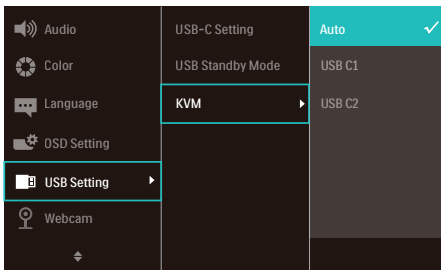 Audio
Color
Language
OSD Setting
USB Setting
Webcam
USB-C Setting
USB Standby Mode
KVM
Auto
USB C1
USB C2